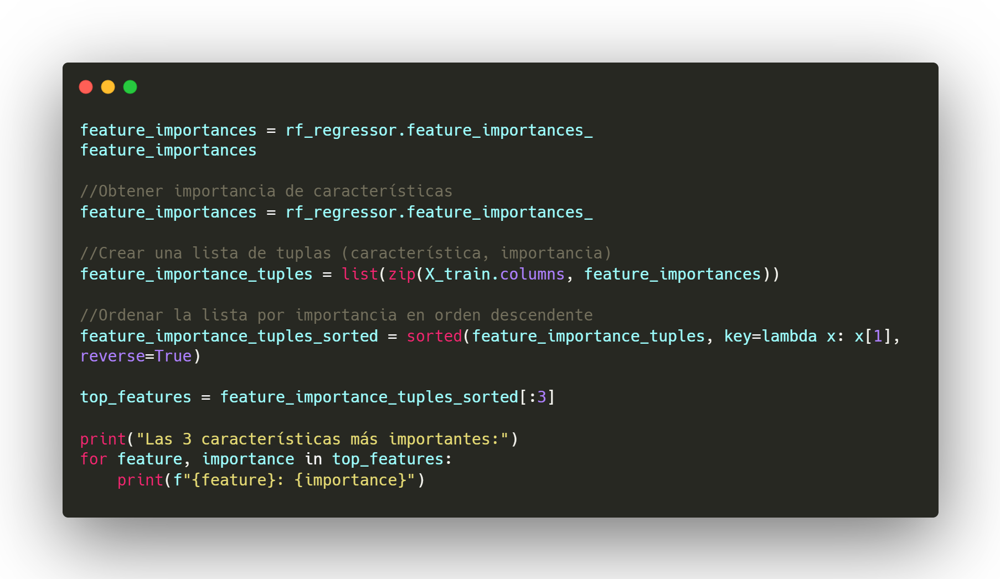 feature_importances = rf_regressor.feature_importances_
feature_importances
//Obtener importancia de características
feature_importances = rf_regressor.feature_importances_
//Crear una lista de tuplas (característica, importancia)
feature_importance_tuples = list(zip(X_train.columns, feature_importances))
//Ordenar la lista por importancia en orden descendente
feature_importance_tuples_sorted = sorted(feature_importance_tuples, key=lambda x: x[1],
reverse=True)
top_features = feature_importance_tuples_sorted[:3]
print("Las 3 características más importantes:")
for feature, importance in top_features:
    print(f"{feature}: {importance}")